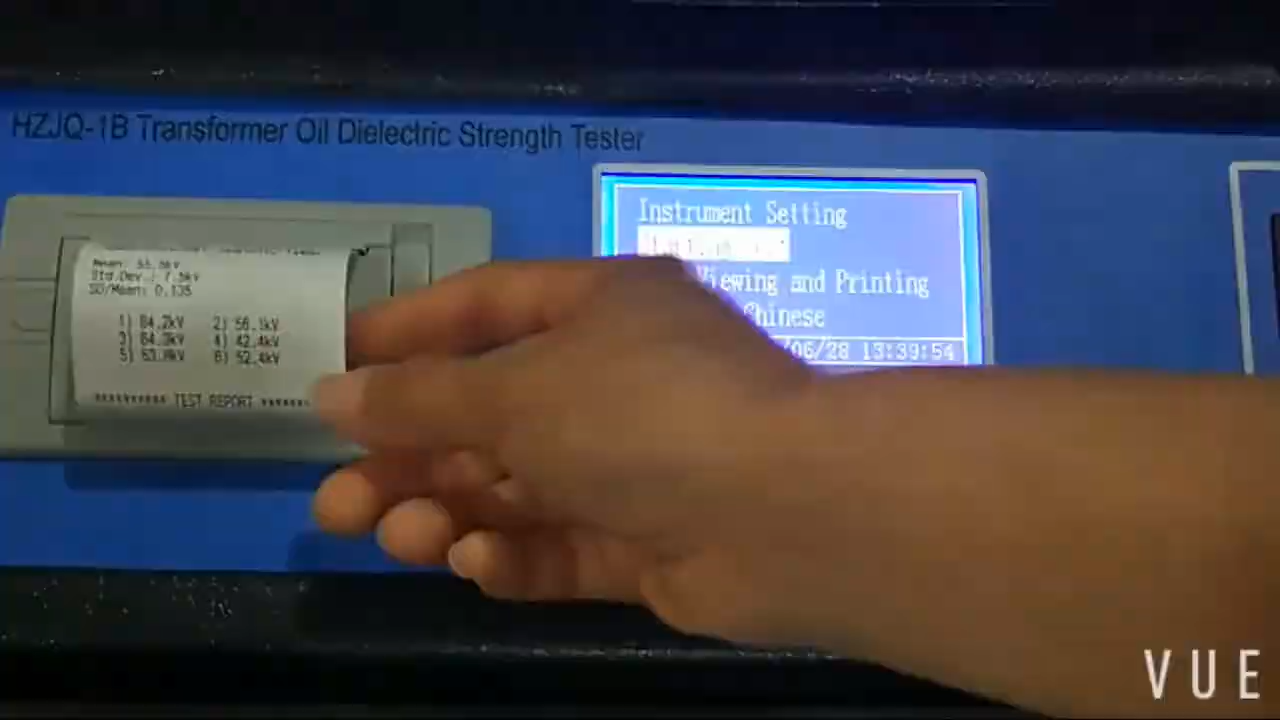 HZJQ-1B Transformer Oil Dielectric Strength Tester
Mean: 55.5kV
Std.Dev.: 7.5kV
SD/Mean: 0.135
1) 64.2kV 2) 56.1kV
3) 64.3kV 4) 42.4kV
5) 53.8kV 6) 52.4kV
********** TEST REPORT *******
Instrument Setting
Viewing and Printing
Chinese
/06/28 13:39:54
VUE